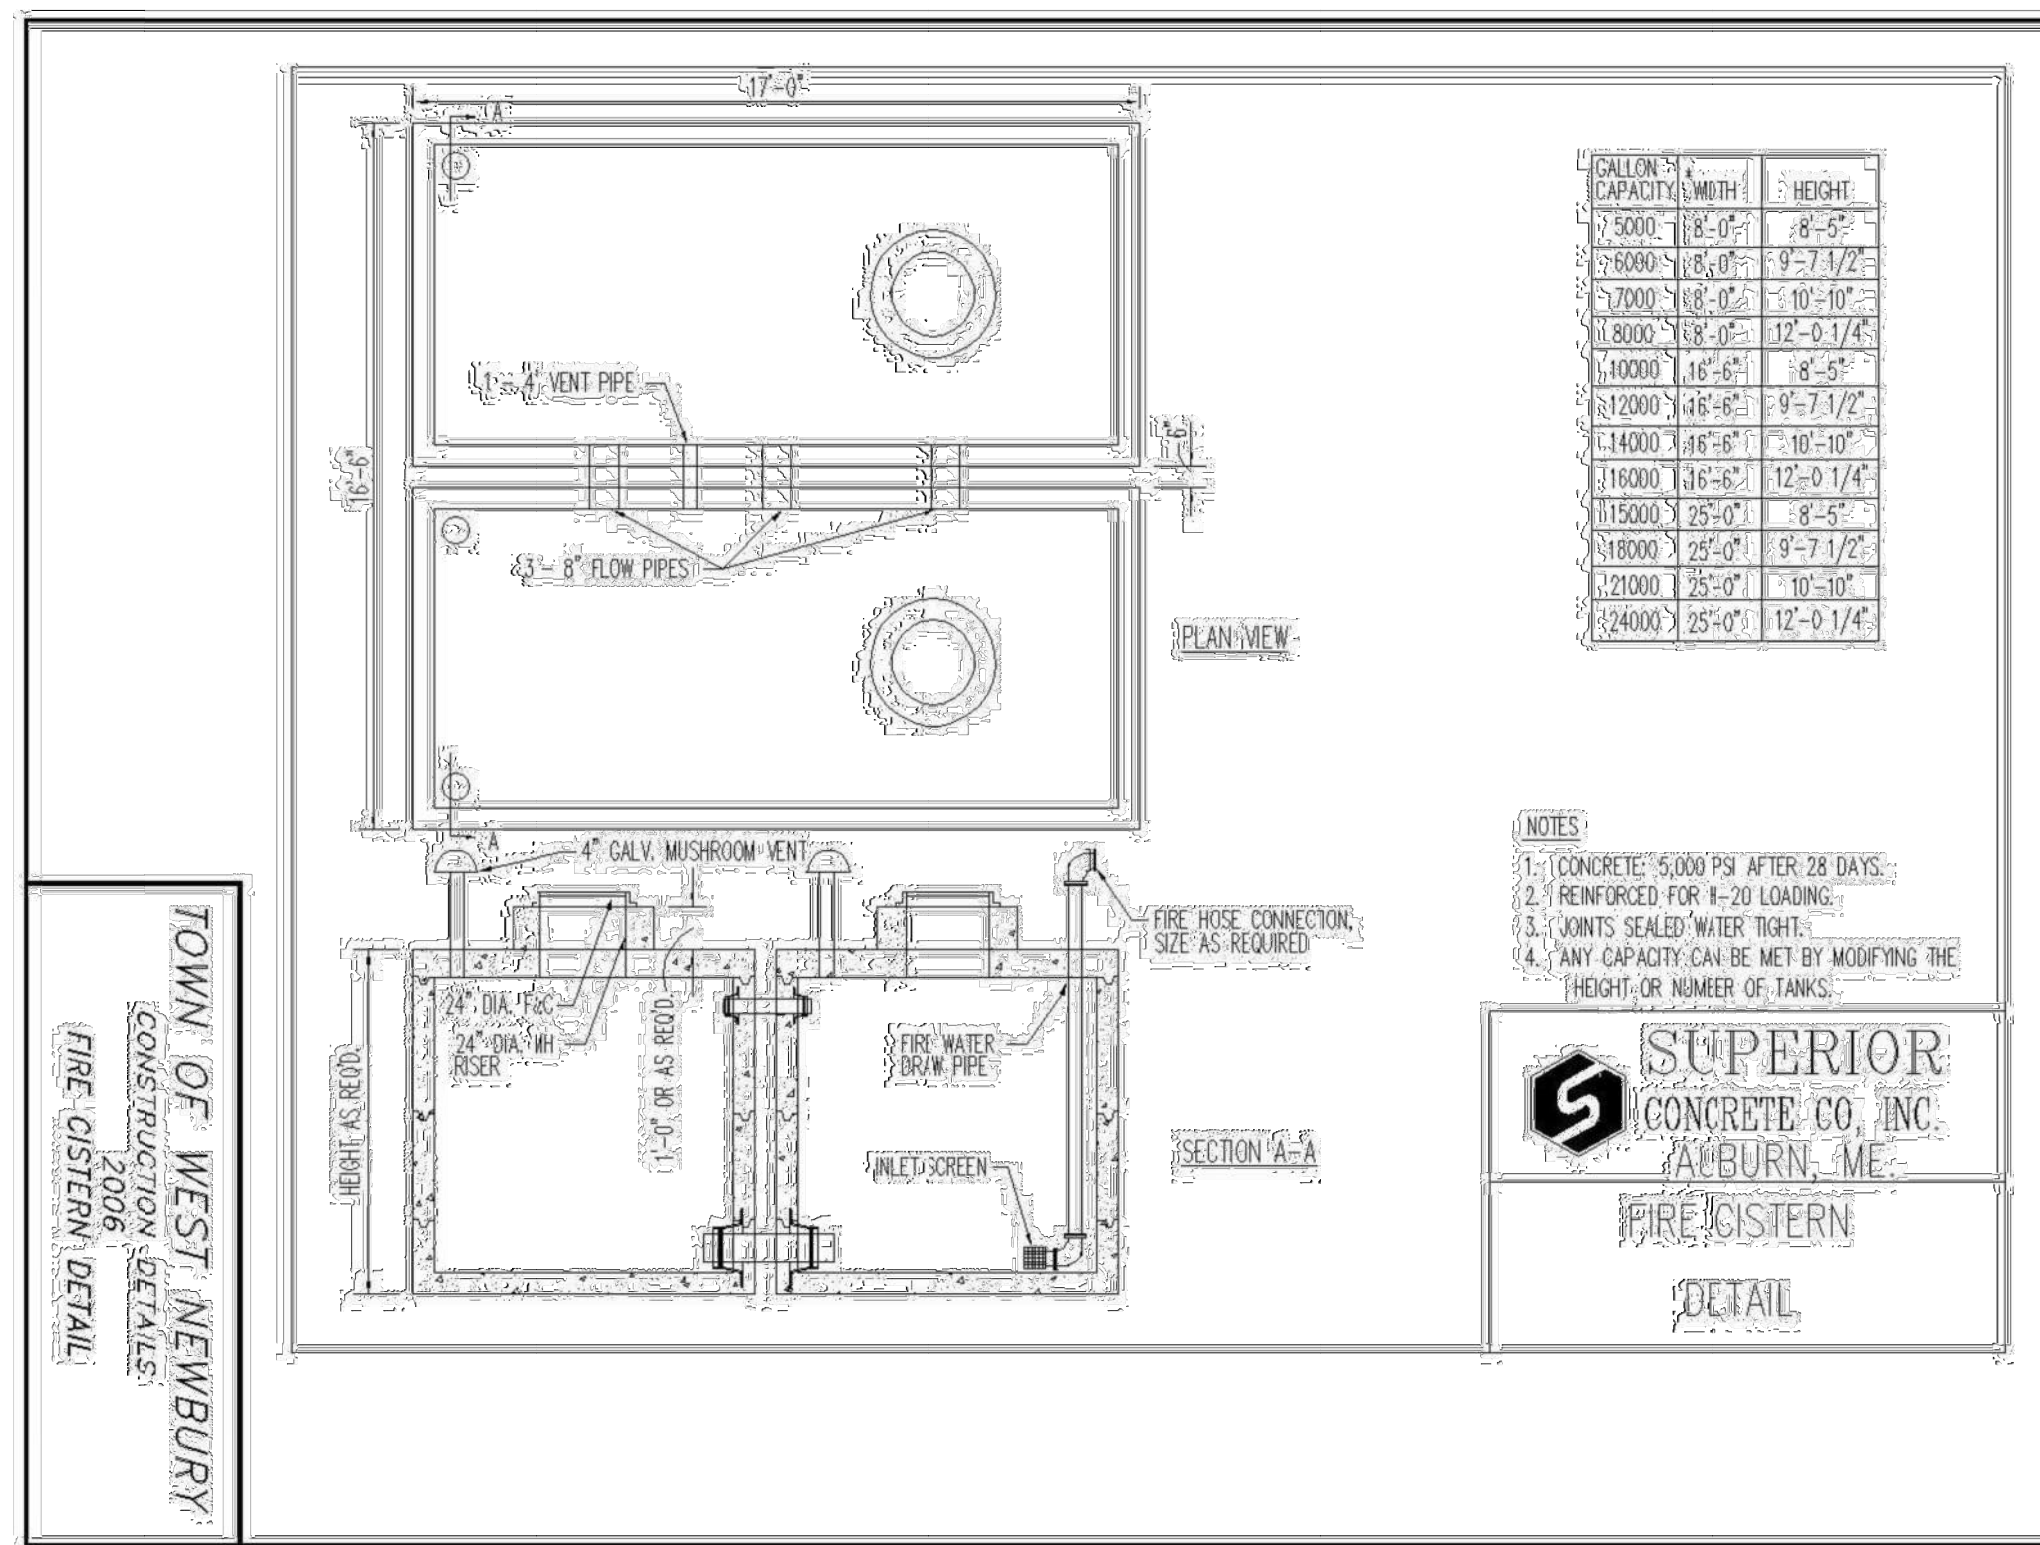 17'-0"
A
1 - 4" VENT PIPE
16'-6"
6"
3 - 8" FLOW PIPES
PLAN VIEW
A
GALLON CAPACITY * WIDTH HEIGHT
5000 8'-0" 8'-5"
6000 8'-0" 9'-7 1/2"
7000 8'-0" 10'-10"
8000 8'-0" 12'-0 1/4"
10000 16'-6" 8'-5"
12000 16'-6" 9'-7 1/2"
14000 16'-6" 10'-10"
16000 16'-6" 12'-0 1/4"
15000 25'-0" 8'-5"
18000 25'-0" 9'-7 1/2"
21000 25'-0" 10'-10"
24000 25'-0" 12'-0 1/4"
4" GALV. MUSHROOM VENT
FIRE HOSE CONNECTION,
SIZE AS REQUIRED
24" DIA. F&C
24" DIA. MH
RISER
1'-0" OR AS REQ'D.
HEIGHT AS REQ'D.
FIRE WATER
DRAW PIPE
INLET SCREEN
SECTION A-A
NOTES
1. CONCRETE: 5,000 PSI AFTER 28 DAYS.
2. REINFORCED FOR H-20 LOADING.
3. JOINTS SEALED WATER TIGHT.
4. ANY CAPACITY CAN BE MET BY MODIFYING THE
HEIGHT OR NUMBER OF TANKS.
SUPERIOR
CONCRETE CO, INC.
AUBURN, ME.
FIRE CISTERN
DETAIL
TOWN OF WEST NEWBURY
CONSTRUCTION DETAILS
2006
FIRE CISTERN DETAIL